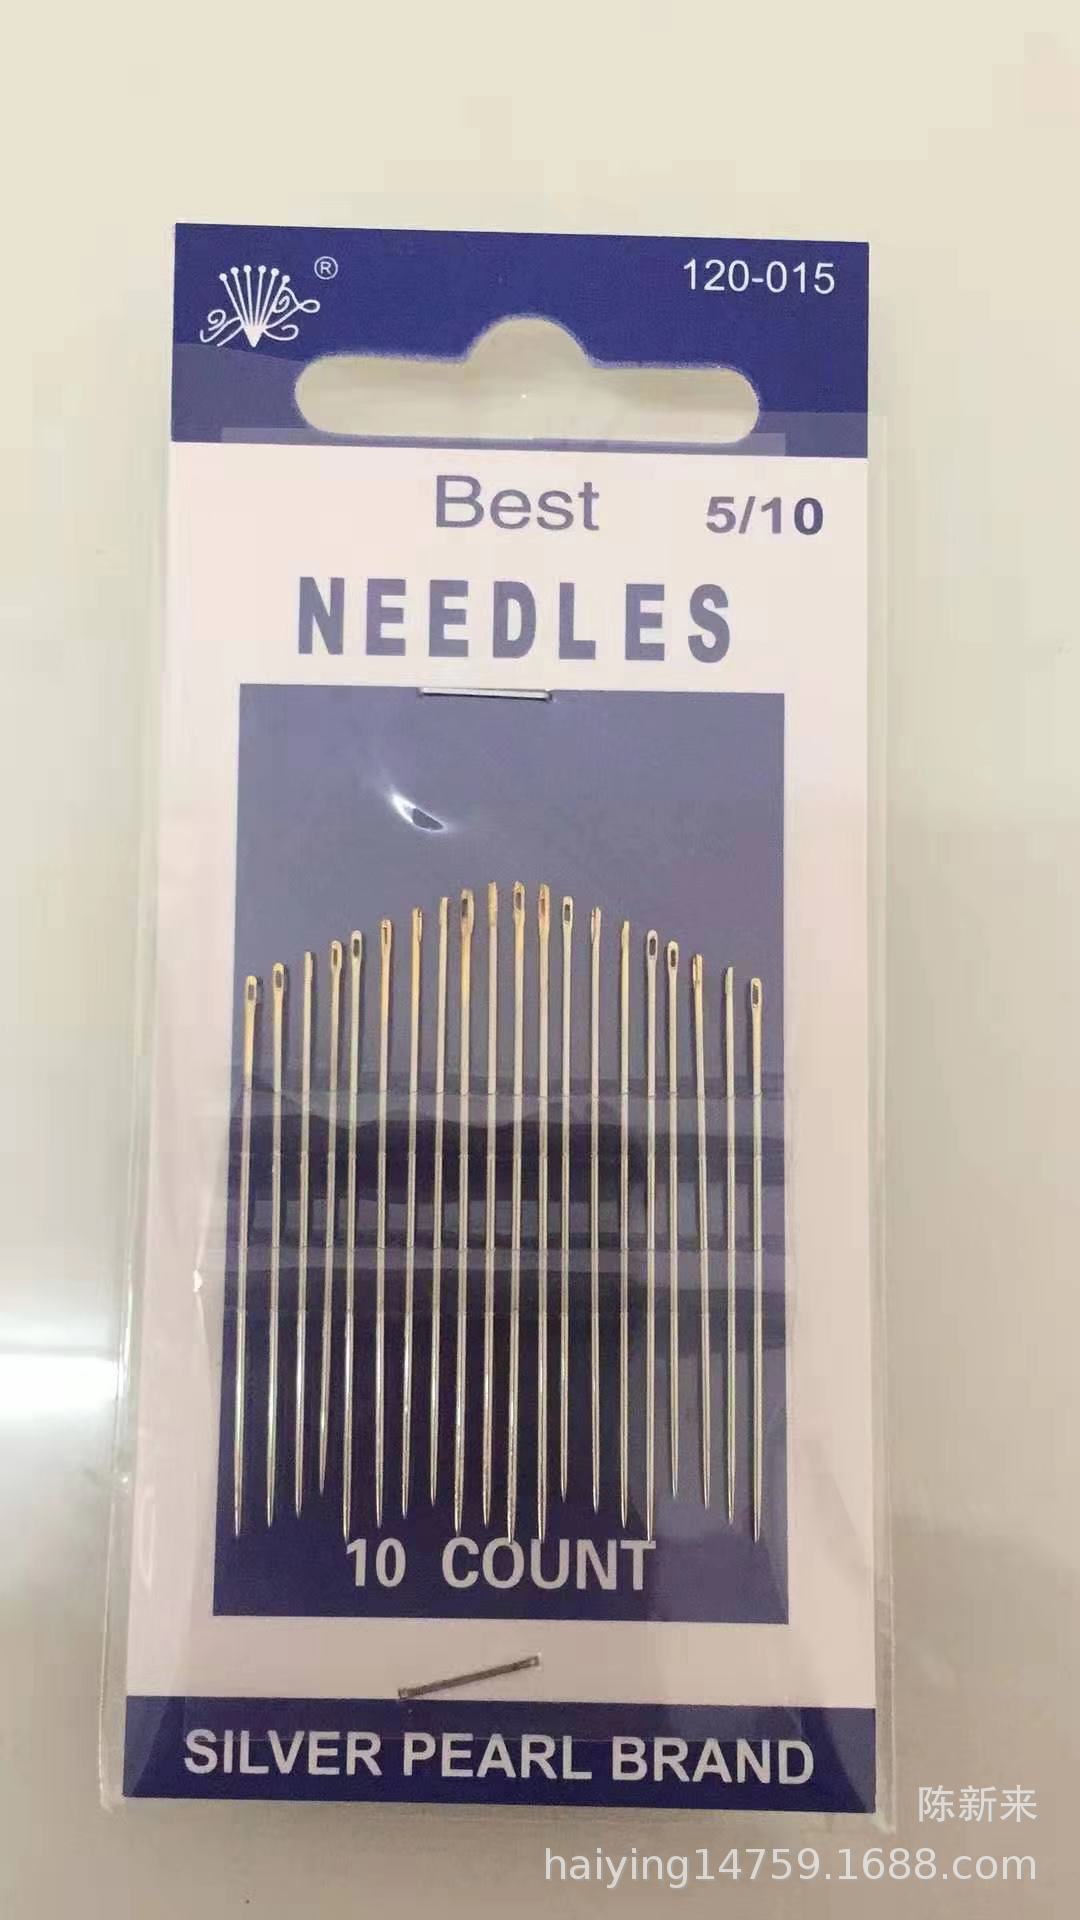 ®
120-015
Best
5/10
NEEDLES
10 COUNT
SILVER PEARL BRAND
陈新来
haiying14759.1688.com